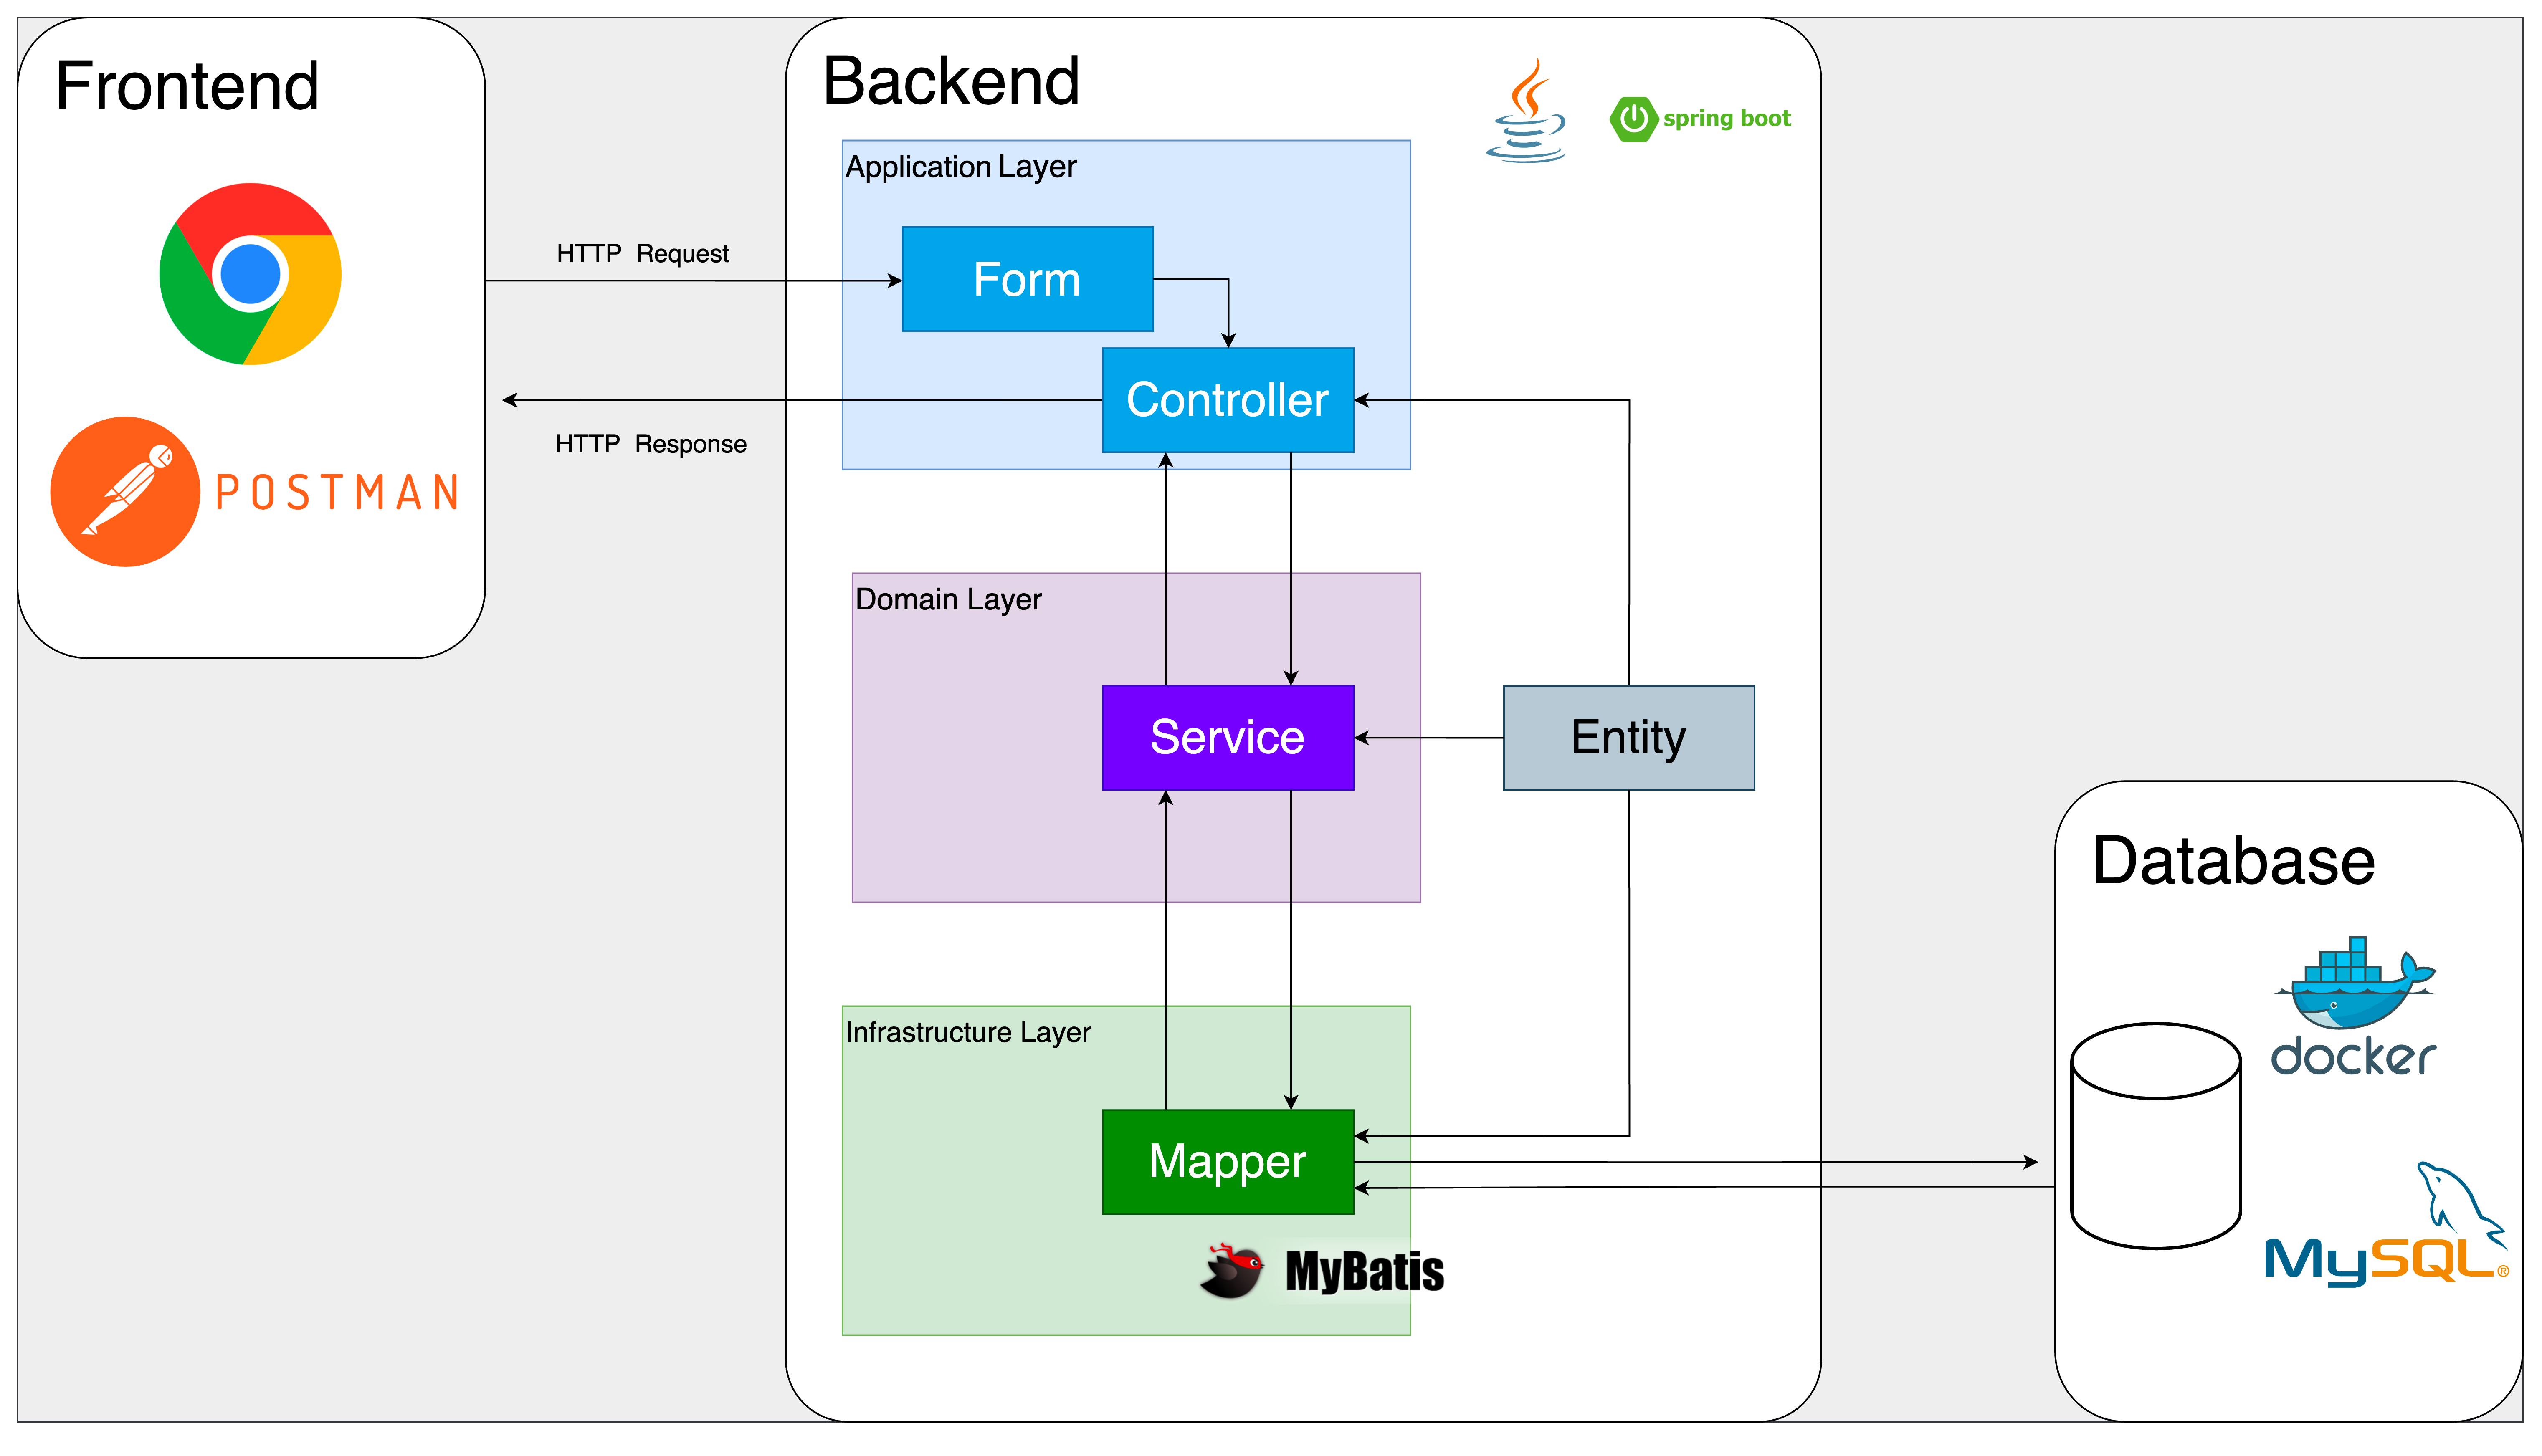 Frontend
POSTMAN
HTTP Request
HTTP Response
Backend
spring boot
Application Layer
Form
Controller
Domain Layer
Service
Entity
Infrastructure Layer
Mapper
MyBatis
Database
docker
MySQL®